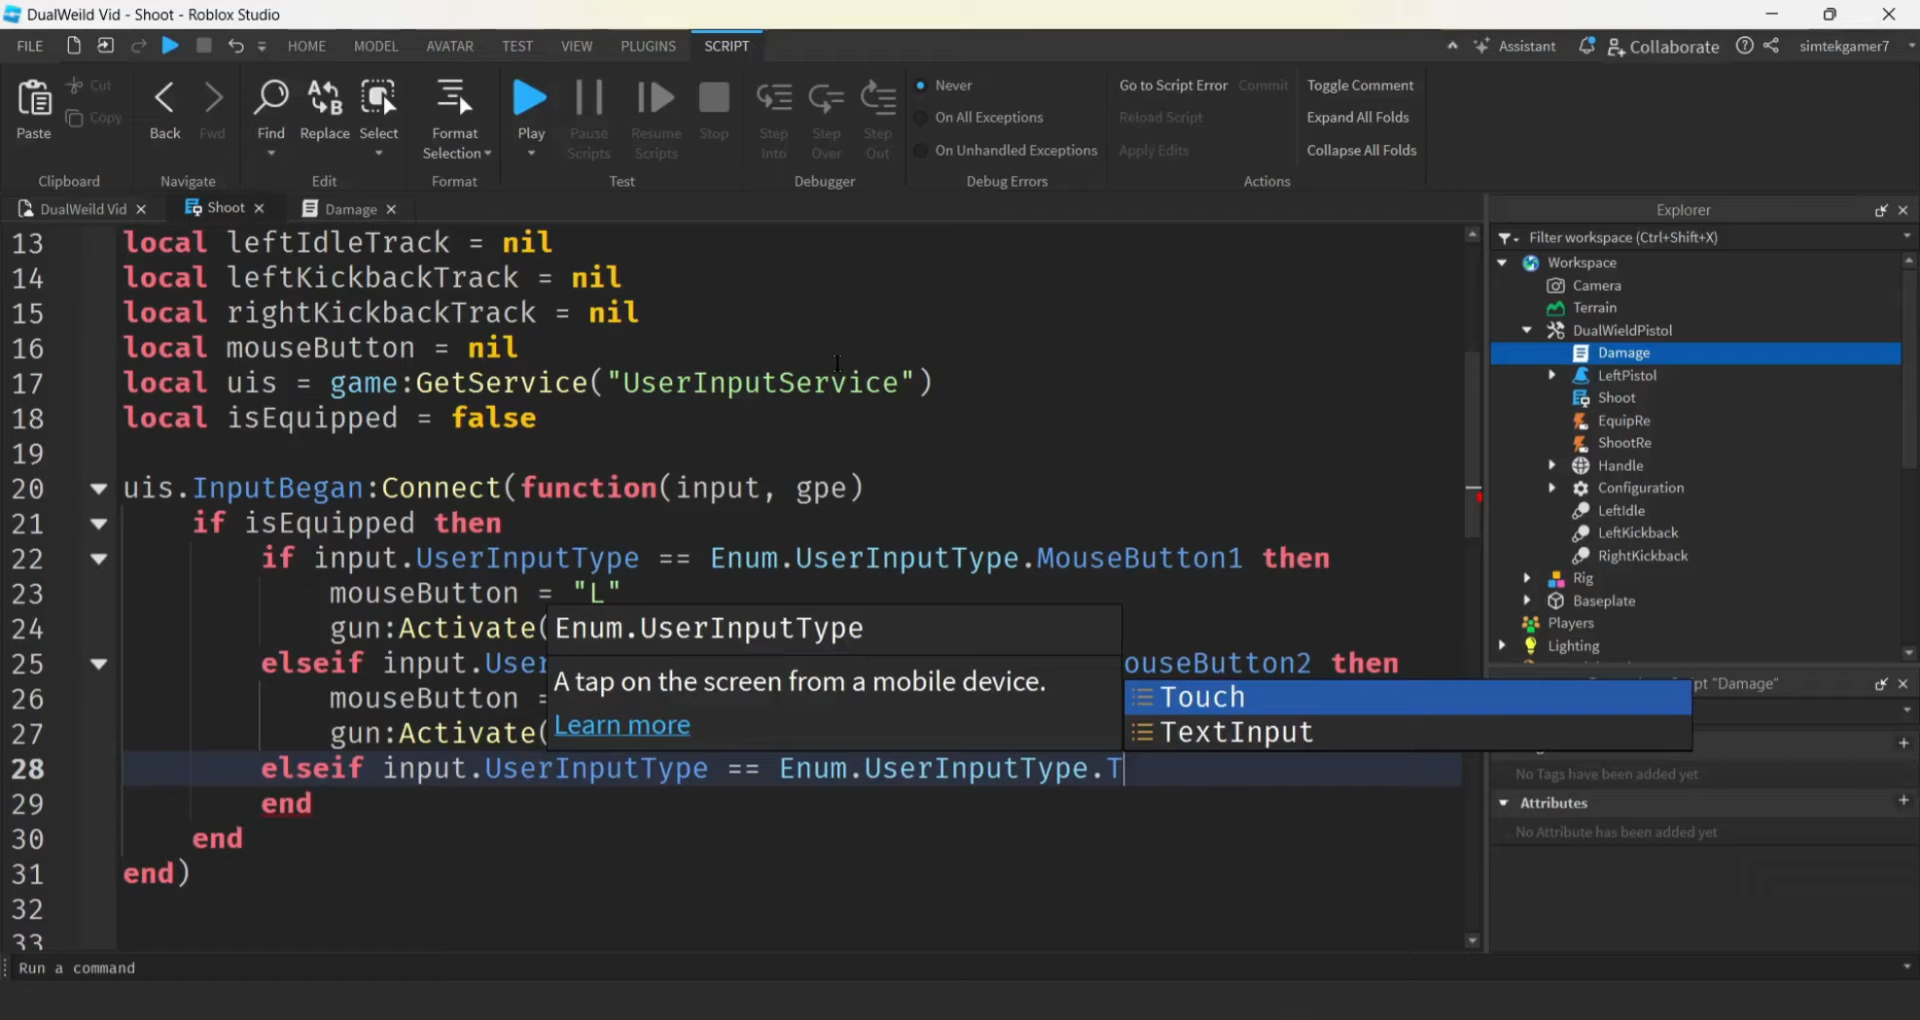 DualWeild Vid - Shoot - Roblox Studio
FILE HOME MODEL AVATAR TEST VIEW PLUGINS SCRIPT Assistant Collaborate simtekgamer7
Paste Cut Copy
Clipboard
Back Fwd
Navigate
Find Replace Select
Edit
Format Selection
Format
Play Pause Scripts Resume Scripts Stop
Test
Step Into Step Over Step Out
Debugger
Never
On All Exceptions
On Unhandled Exceptions
Debug Errors
Go to Script Error Commit Toggle Comment
Reload Script Expand All Folds
Apply Edits Collapse All Folds
Actions
DualWeild Vid Shoot Damage
13 local leftIdleTrack = nil
14 local leftKickbackTrack = nil
15 local rightKickbackTrack = nil
16 local mouseButton = nil
17 local uis = game:GetService("UserInputService")
18 local isEquipped = false
19
20 uis.InputBegan:Connect(function(input, gpe)
21 if isEquipped then
22 if input.UserInputType == Enum.UserInputType.MouseButton1 then
23 mouseButton = "L"
24 gun:Activate(
25 elseif input.User ouseButton2 then
26 mouseButton =
27 gun:Activate(
28 elseif input.UserInputType == Enum.UserInputType.T
29 end
30 end
31 end)
32
33
Enum.UserInputType
A tap on the screen from a mobile device.
Learn more
Touch
TextInput
Run a command
Explorer
Filter workspace (Ctrl+Shift+X)
Workspace
Camera
Terrain
DualWieldPistol
Damage
LeftPistol
Shoot
EquipRe
ShootRe
Handle
Configuration
LeftIdle
LeftKickback
RightKickback
Rig
Baseplate
Players
Lighting
"Damage"
No Tags have been added yet
Attributes
No Attribute has been added yet